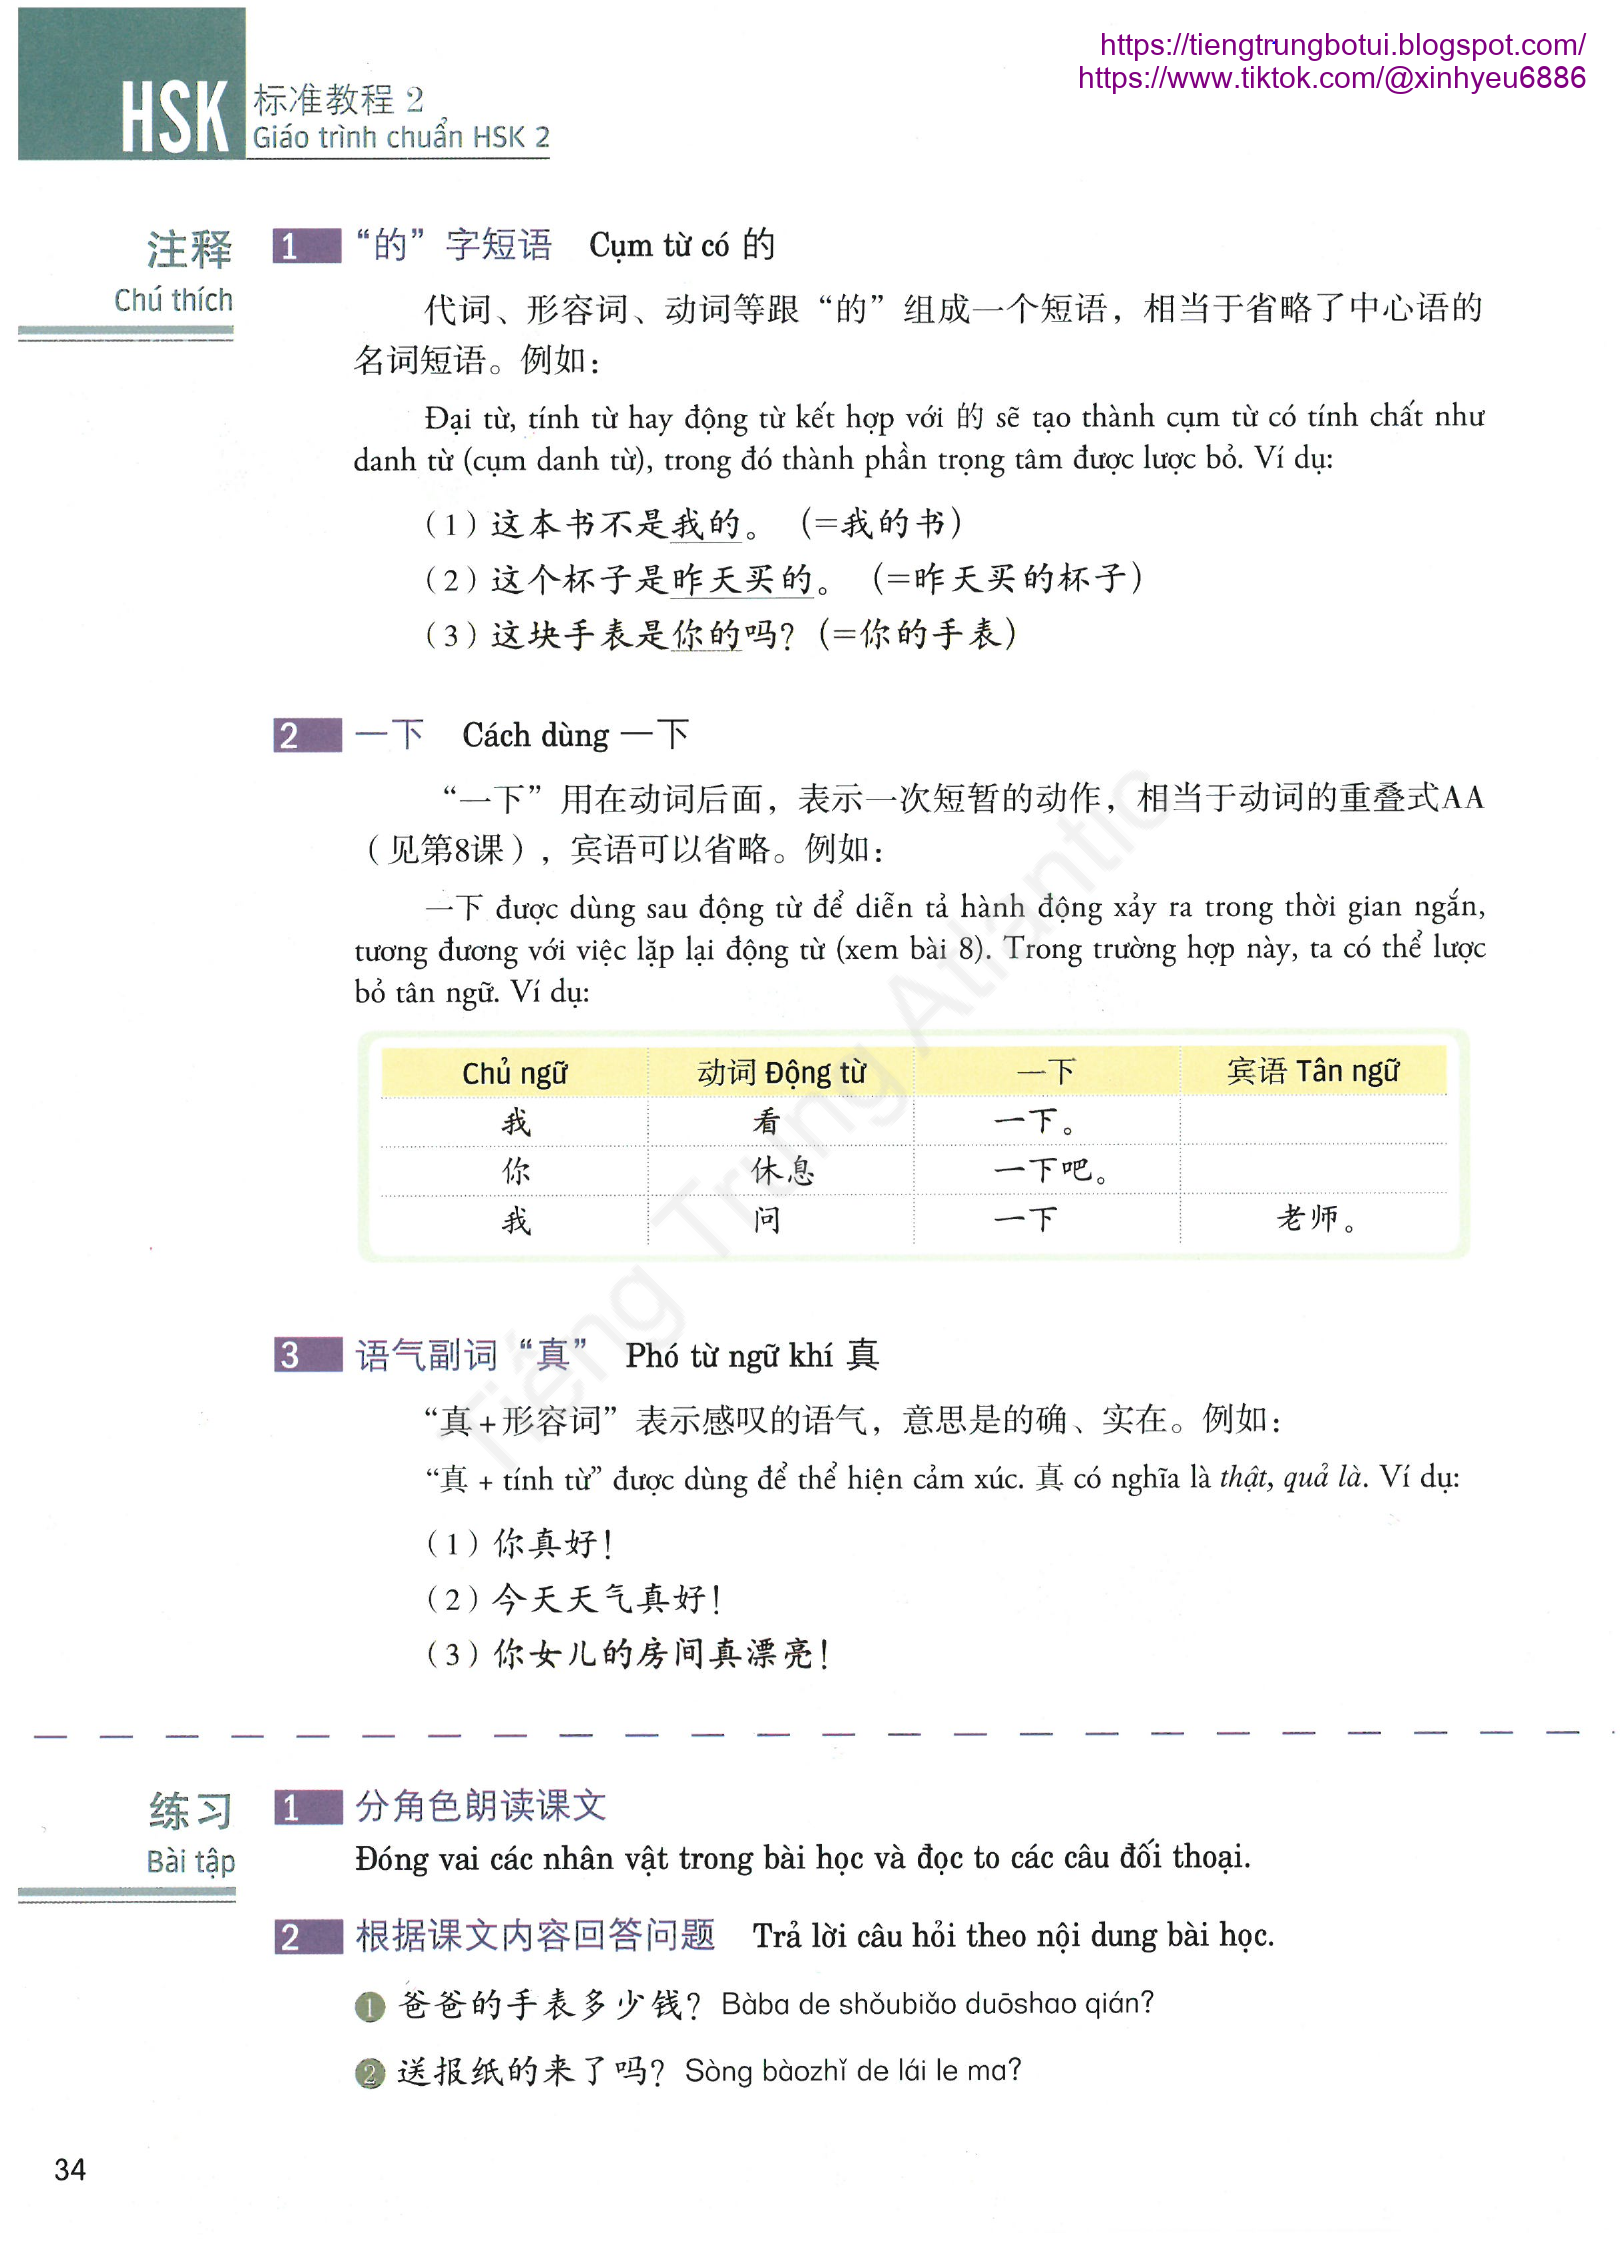 https://tiengtrungbotui.blogspot.com/
https://www.tiktok.com/@xinhyeu6886
HSK 标准教程 2
Giáo trình chuẩn HSK 2
注释
Chú thích
1 “的”字短语 Cụm từ có 的
代词、形容词、动词等跟“的”组成一个短语，相当于省略了中心语的
名词短语。例如：
Đại từ, tính từ hay động từ kết hợp với 的 sẽ tạo thành cụm từ có tính chất như
danh từ (cụm danh từ), trong đó thành phần trọng tâm được lược bỏ. Ví dụ:
（1）这本书不是我的。（=我的书）
（2）这个杯子是昨天买的。（=昨天买的杯子）
（3）这块手表是你的吗？（=你的手表）
2 一下 Cách dùng 一下
“一下”用在动词后面，表示一次短暂的动作，相当于动词的重叠式AA
（见第8课），宾语可以省略。例如：
一下 được dùng sau động từ để diễn tả hành động xảy ra trong thời gian ngắn,
tương đương với việc lặp lại động từ (xem bài 8). Trong trường hợp này, ta có thể lược
bỏ tân ngữ. Ví dụ:
Chủ ngữ 动词 Động từ 一下 宾语 Tân ngữ
我 看 一下。
你 休息 一下吧。
我 问 一下 老师。
3 语气副词“真” Phó từ ngữ khí 真
“真+形容词”表示感叹的语气，意思是的确、实在。例如：
“真 + tính từ” được dùng để thể hiện cảm xúc. 真 có nghĩa là thật, quả là. Ví dụ:
（1）你真好！
（2）今天天气真好！
（3）你女儿的房间真漂亮！
练习
Bài tập
1 分角色朗读课文
Đóng vai các nhân vật trong bài học và đọc to các câu đối thoại.
2 根据课文内容回答问题 Trả lời câu hỏi theo nội dung bài học.
1 爸爸的手表多少钱？ Bàba de shǒubiǎo duōshao qián?
2 送报纸的来了吗？ Sòng bàozhǐ de lái le ma?
34
Tiếng Trung Atlantic